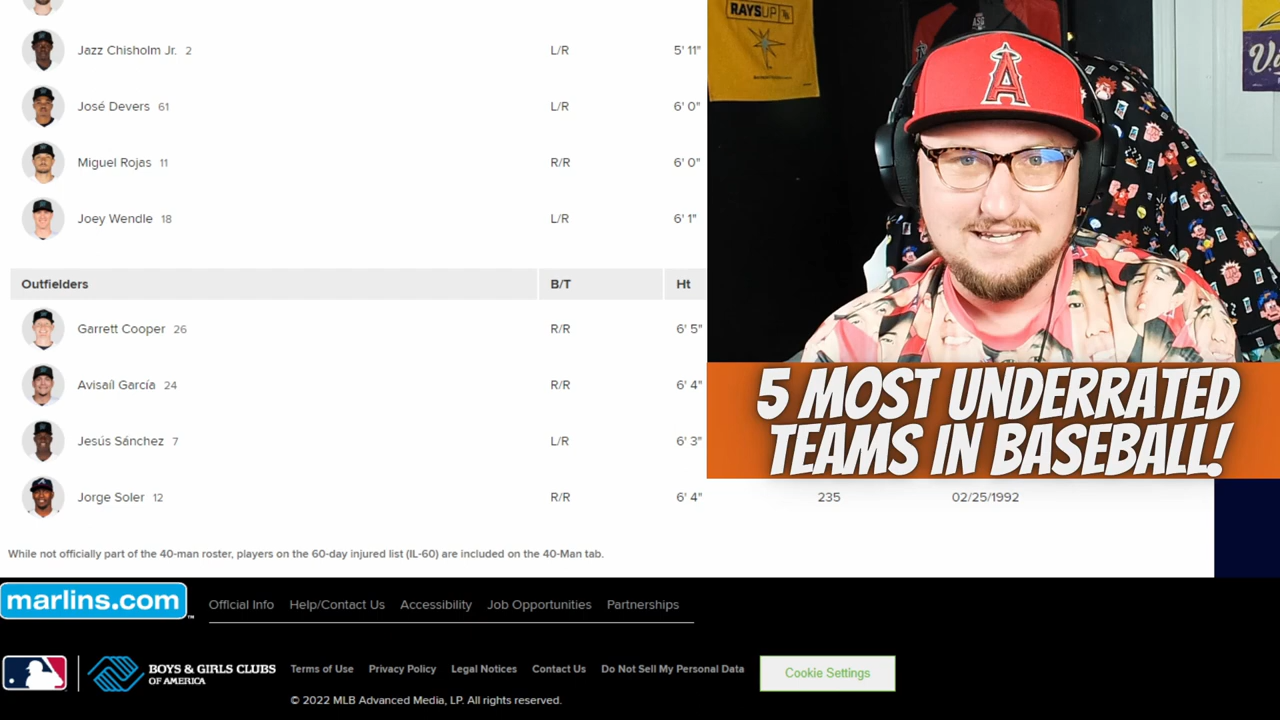 Jazz Chisholm Jr. 2 L/R 5' 11"
José Devers 61 L/R 6' 0"
Miguel Rojas 11 R/R 6' 0"
Joey Wendle 18 L/R 6' 1"
Outfielders B/T Ht
Garrett Cooper 26 R/R 6' 5"
Avisaíl García 24 R/R 6' 4"
Jesús Sánchez 7 L/R 6' 3"
Jorge Soler 12 R/R 6' 4" 235 02/25/1992
While not officially part of the 40-man roster, players on the 60-day injured list (IL-60) are included on the 40-Man tab.
RAYS UP
ASG
A
5 MOST UNDERRATED
TEAMS IN BASEBALL!
marlins.com™
Official Info Help/Contact Us Accessibility Job Opportunities Partnerships
BOYS & GIRLS CLUBS
OF AMERICA
Terms of Use Privacy Policy Legal Notices Contact Us Do Not Sell My Personal Data
Cookie Settings
© 2022 MLB Advanced Media, LP. All rights reserved.